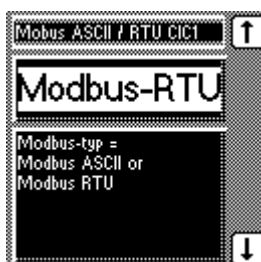 Mobus ASCII / RTU CIC1
Modbus-RTU
Modbus-typ =
Modbus ASCII or
Modbus RTU